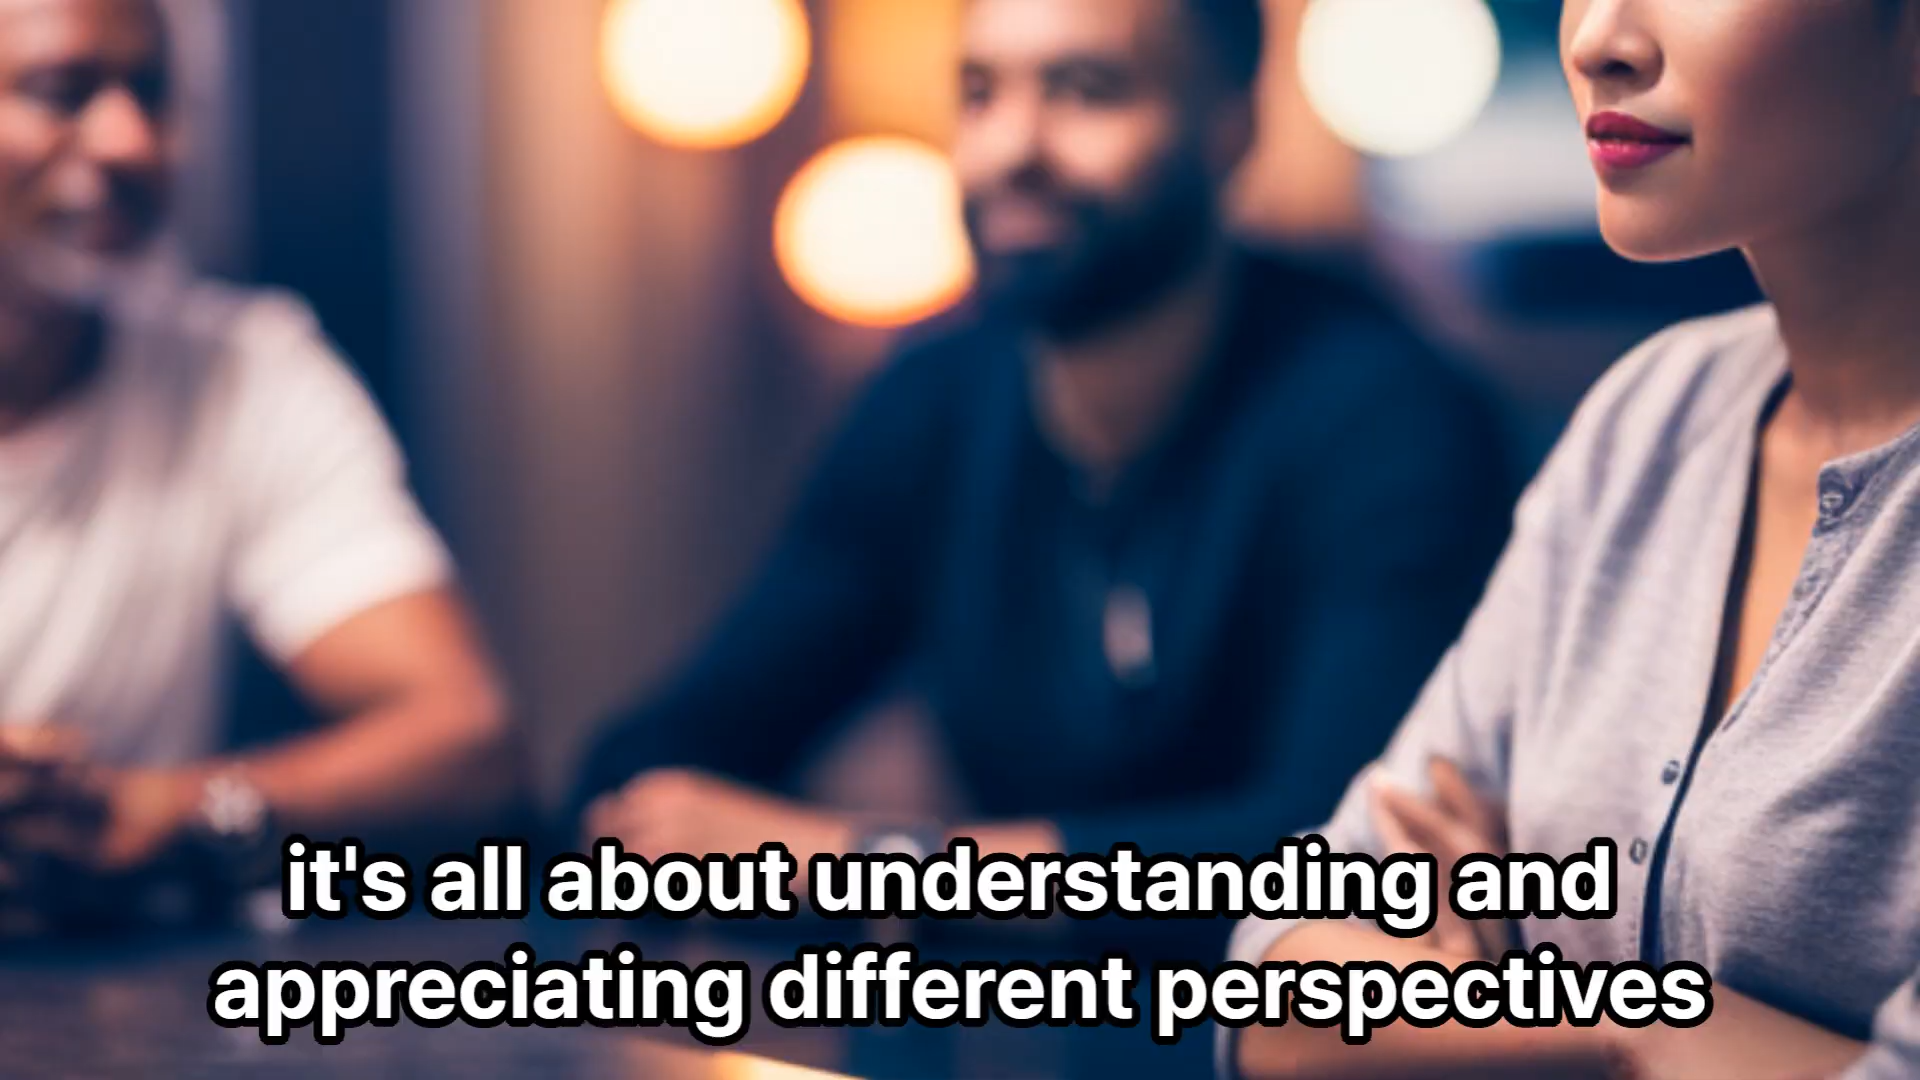 it's all about understanding and
appreciating different perspectives